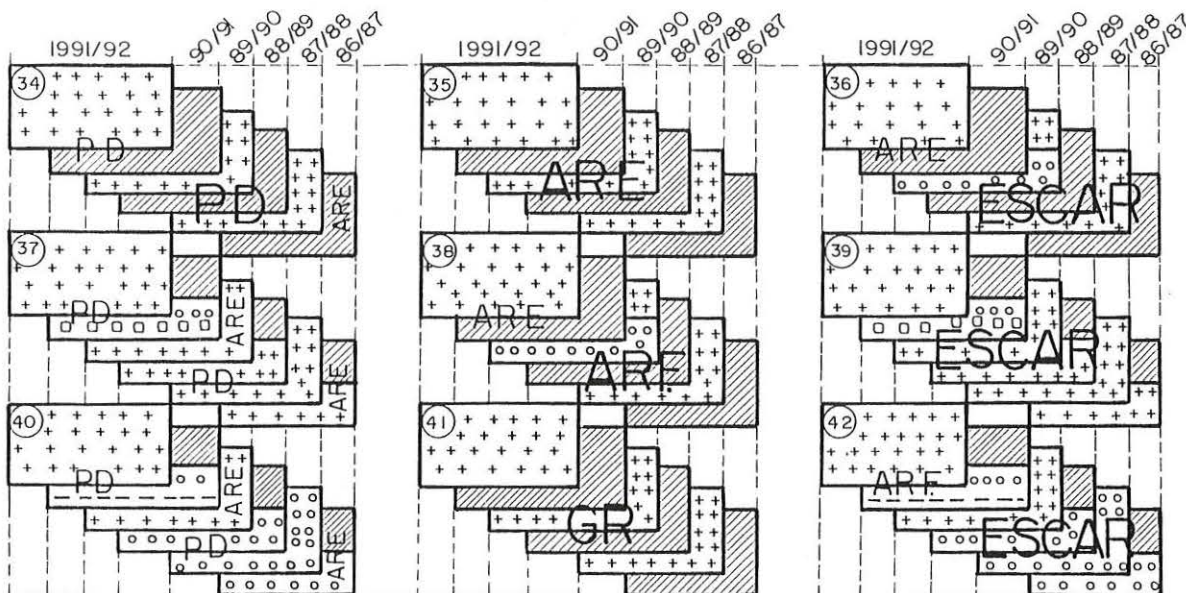 1991/92 90/91 89/90 88/89 87/88 86/87 1991/92 90/91 89/90 88/89 87/88 86/87 1991/92 90/91 89/90 88/89 87/88 86/87
34 35 36
PD ARE
PD ARE ARE ESCAR
37 38 39
PD ARE ARE
PD ARE ARE ESCAR
40 41 42
PD ARE ARE
PD ARE GR ESCAR